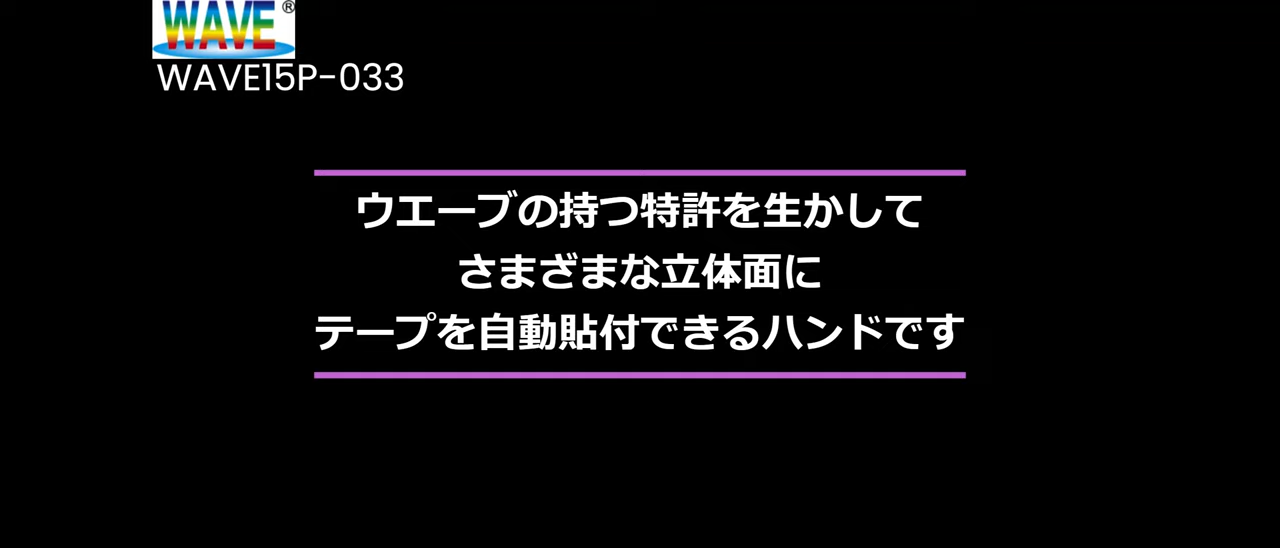 WAVE®
WAVE15P-033
ウエーブの持つ特許を生かして
さまざまな立体面に
テープを自動貼付できるハンドです